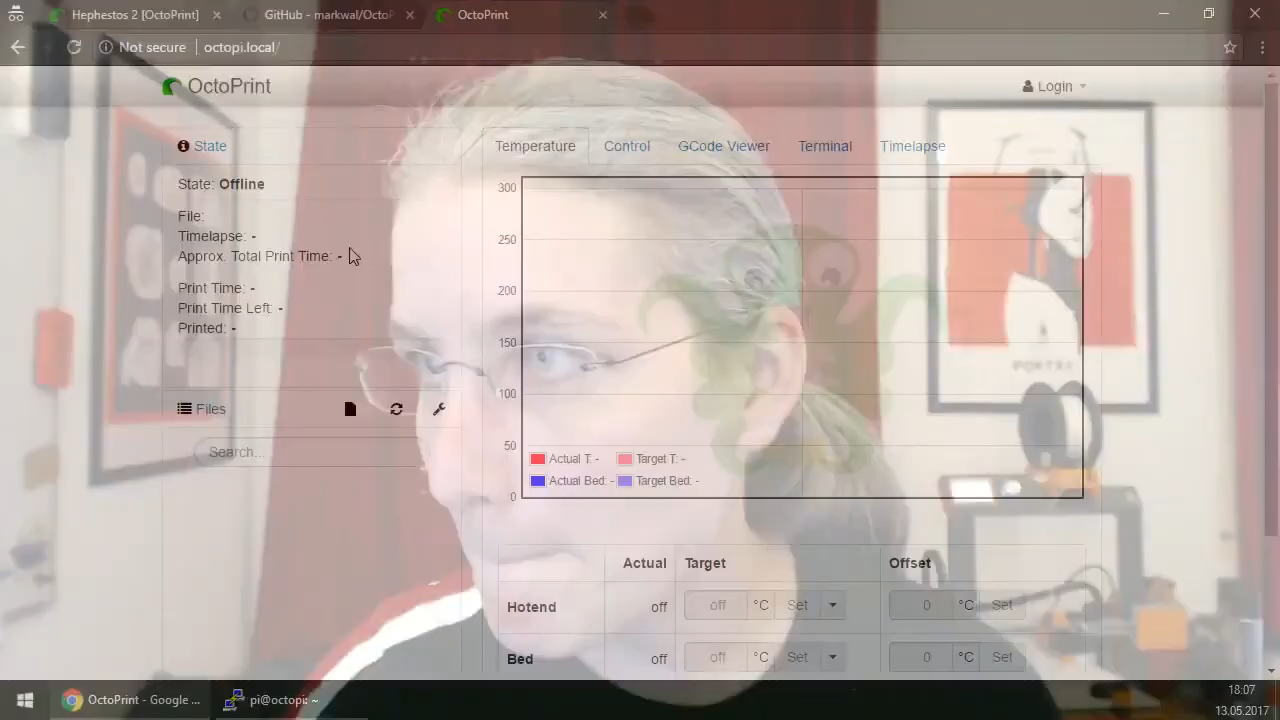 Hephestos 2 [OctoPrint]
GitHub - markwal/OctoP
OctoPrint
Not secure
octopi.local/
OctoPrint
Login
State
Temperature
Control
GCode Viewer
Terminal
Timelapse
State: Offline
File:
Timelapse: -
Approx. Total Print Time: -
Print Time: -
Print Time Left: -
Printed: -
Files
Search...
300
250
200
150
100
50
0
Actual T: -
Target T: -
Actual Bed: -
Target Bed: -
Actual
Target
Offset
Hotend
off
off
°C
Set
0
°C
Set
Bed
off
off
°C
Set
0
°C
Set
OctoPrint - Google ...
pi@octopi: ~
18:07
13.05.2017